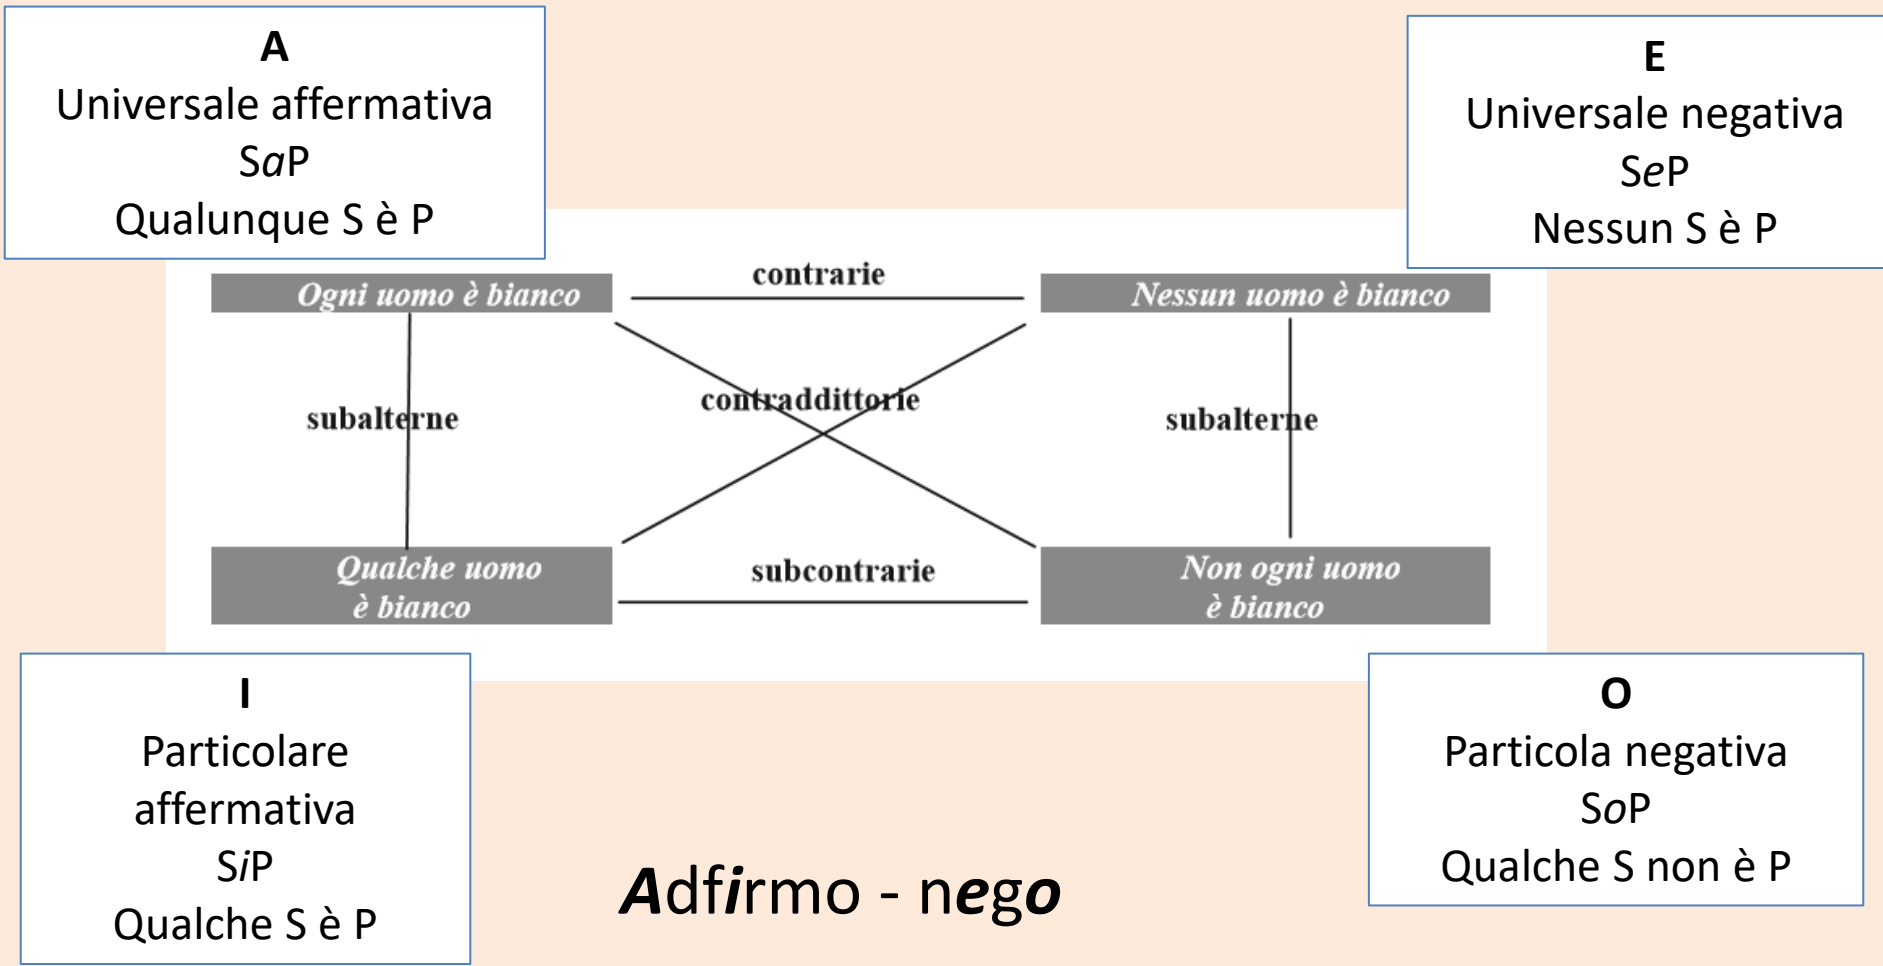 A
Universale affermativa
SaP
Qualunque S è P
E
Universale negativa
SeP
Nessun S è P
contrarie
Ogni uomo è bianco
Nessun uomo è bianco
contraddittorie
subalterne
subalterne
Qualche uomo
è bianco
subcontrarie
Non ogni uomo
è bianco
I
Particolare
affermativa
SiP
Qualche S è P
O
Particola negativa
SoP
Qualche S non è P
Adfirmo - nego